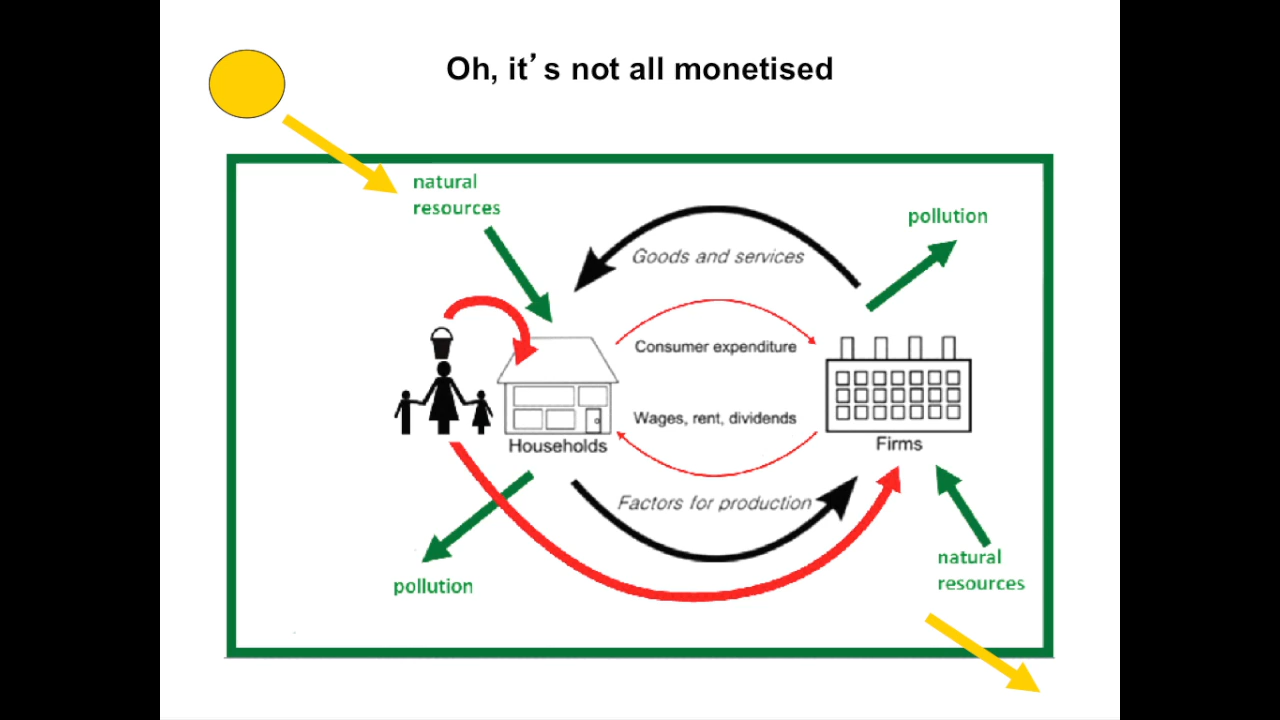 Oh, it’s not all monetised
natural
resources
pollution
Goods and services
Consumer expenditure
Wages, rent, dividends
Households
Firms
Factors for production
natural
resources
pollution